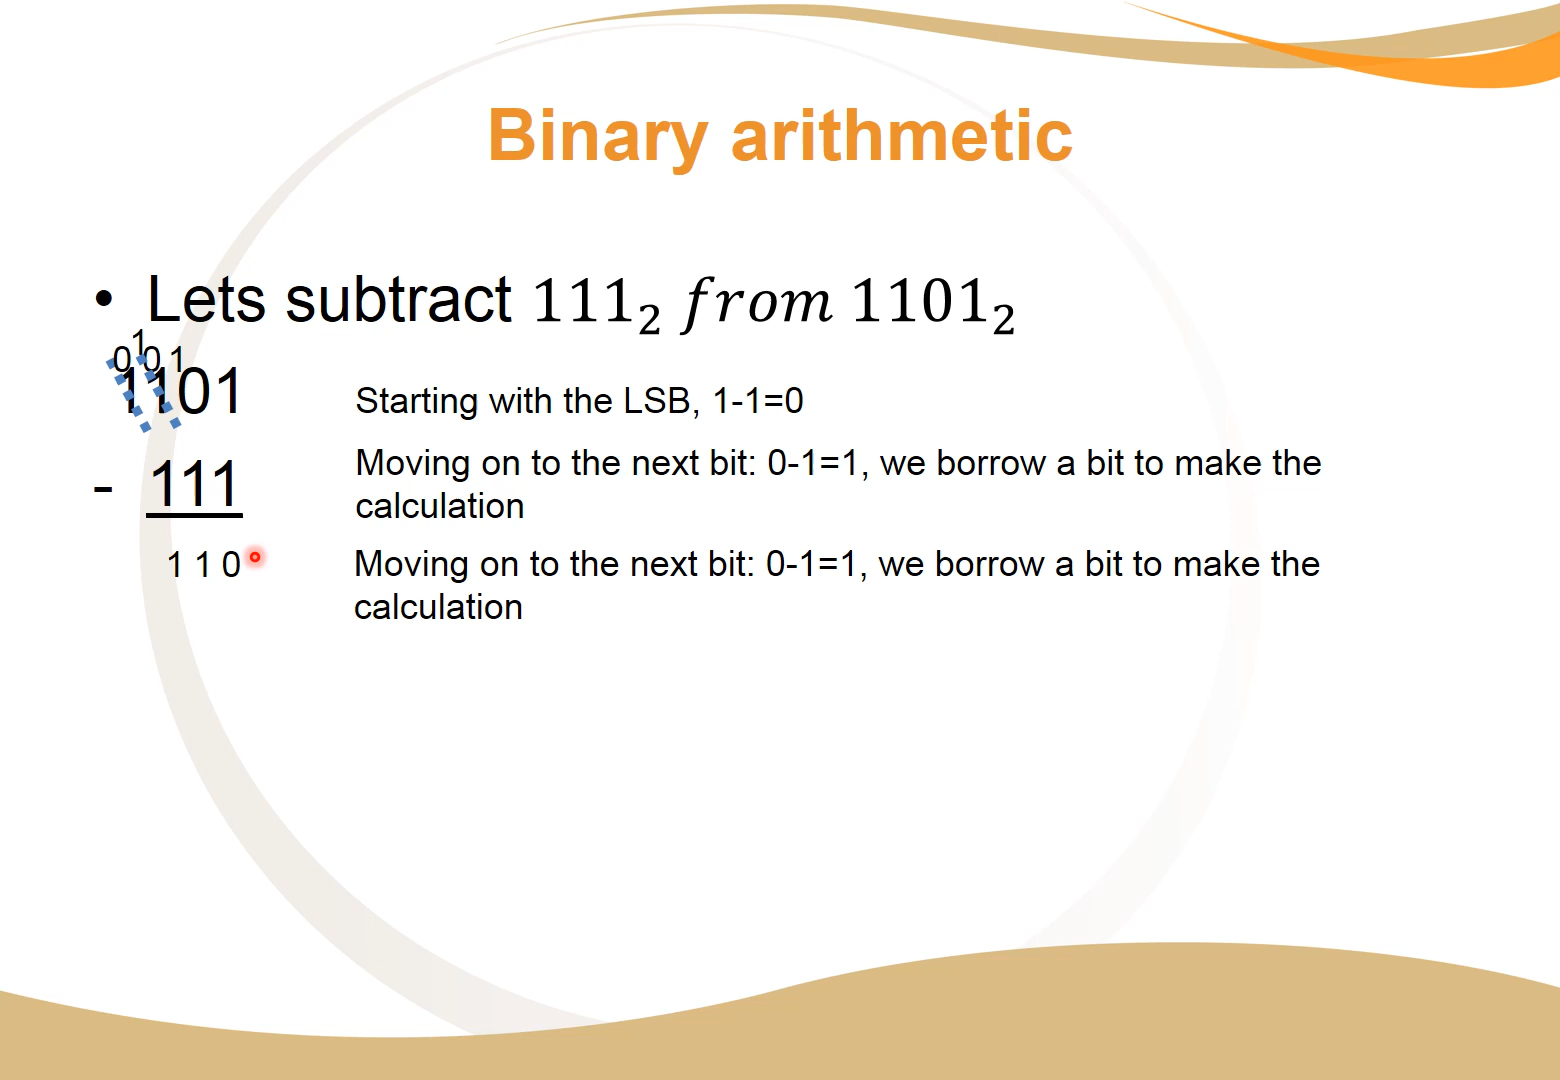 Binary arithmetic
• Lets subtract 111₂ from 1101₂
1
0 0 1
1101
Starting with the LSB, 1-1=0
- 111
Moving on to the next bit: 0-1=1, we borrow a bit to make the
calculation
1 1 0
Moving on to the next bit: 0-1=1, we borrow a bit to make the
calculation